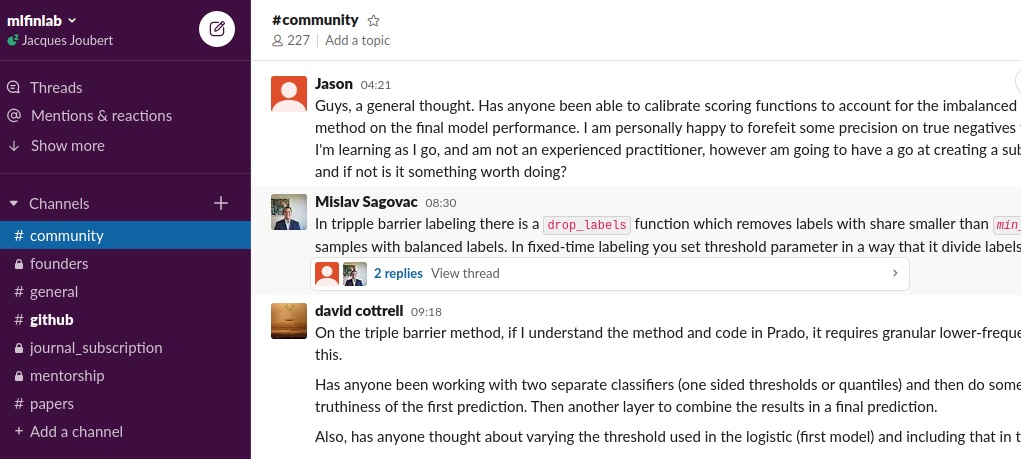 mlfinlab
Jacques Joubert
Threads
Mentions & reactions
Show more
Channels
# community
founders
# general
# github
journal_subscription
mentorship
# papers
+ Add a channel
#community
227 | Add a topic
Jason 04:21
Guys, a general thought. Has anyone been able to calibrate scoring functions to account for the imbalanced
method on the final model performance. I am personally happy to forefeit some precision on true negatives
I'm learning as I go, and am not an experienced practitioner, however am going to have a go at creating a sub
and if not is it something worth doing?
Mislav Sagovac 08:30
In tripple barrier labeling there is a drop_labels function which removes labels with share smaller than min_
samples with balanced labels. In fixed-time labeling you set threshold parameter in a way that it divide labels
2 replies View thread
david cottrell 09:18
On the triple barrier method, if I understand the method and code in Prado, it requires granular lower-freque
this.
Has anyone been working with two separate classifiers (one sided thresholds or quantiles) and then do some
truthiness of the first prediction. Then another layer to combine the results in a final prediction.
Also, has anyone thought about varying the threshold used in the logistic (first model) and including that in t